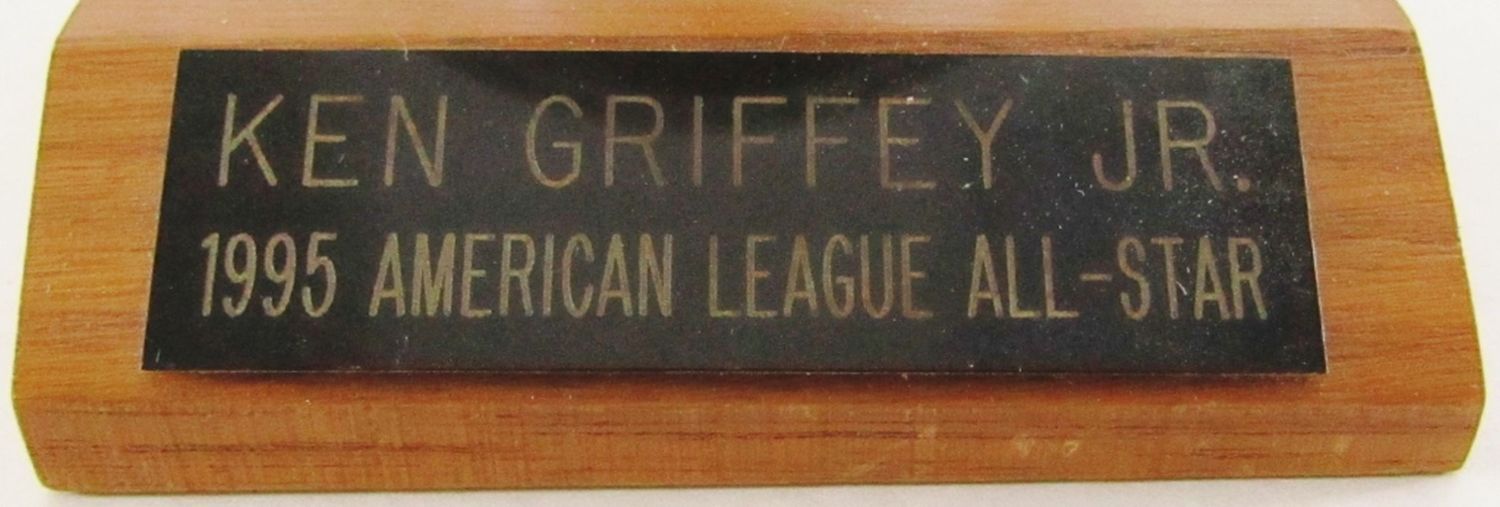 KEN GRIFFEY JR.
1995 AMERICAN LEAGUE ALL-STAR